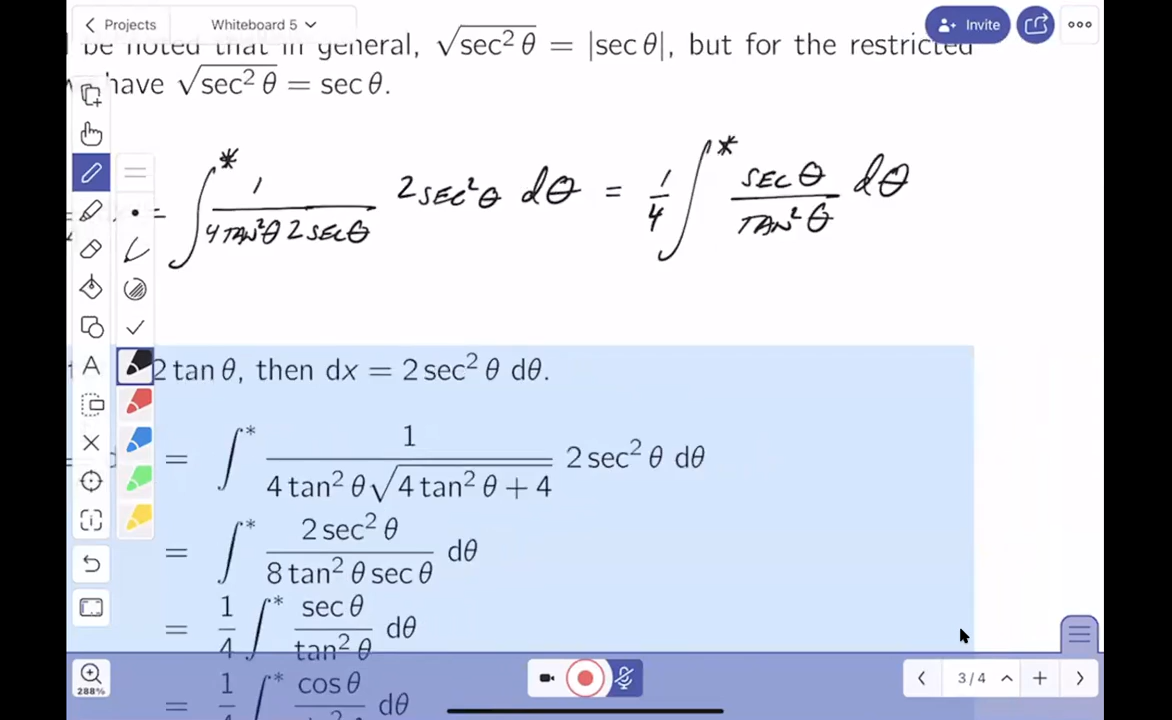 Projects
Whiteboard 5
Invite
be noted that in general, √sec² θ = |sec θ|, but for the restricted
have √sec² θ = sec θ.
= ∫* 1/(4 TAN²θ 2 SECθ) 2 SEC²θ dθ = 1/4 ∫* SEC θ/TAN² θ dθ
2 tan θ, then dx = 2 sec² θ dθ.
= ∫* 1/(4 tan² θ√(4 tan² θ + 4)) 2 sec² θ dθ
= ∫* 2 sec² θ/(8 tan² θ sec θ) dθ
= 1/4 ∫* sec θ/tan² θ dθ
= 1 ∫* cos θ dθ
A
288%
3/4